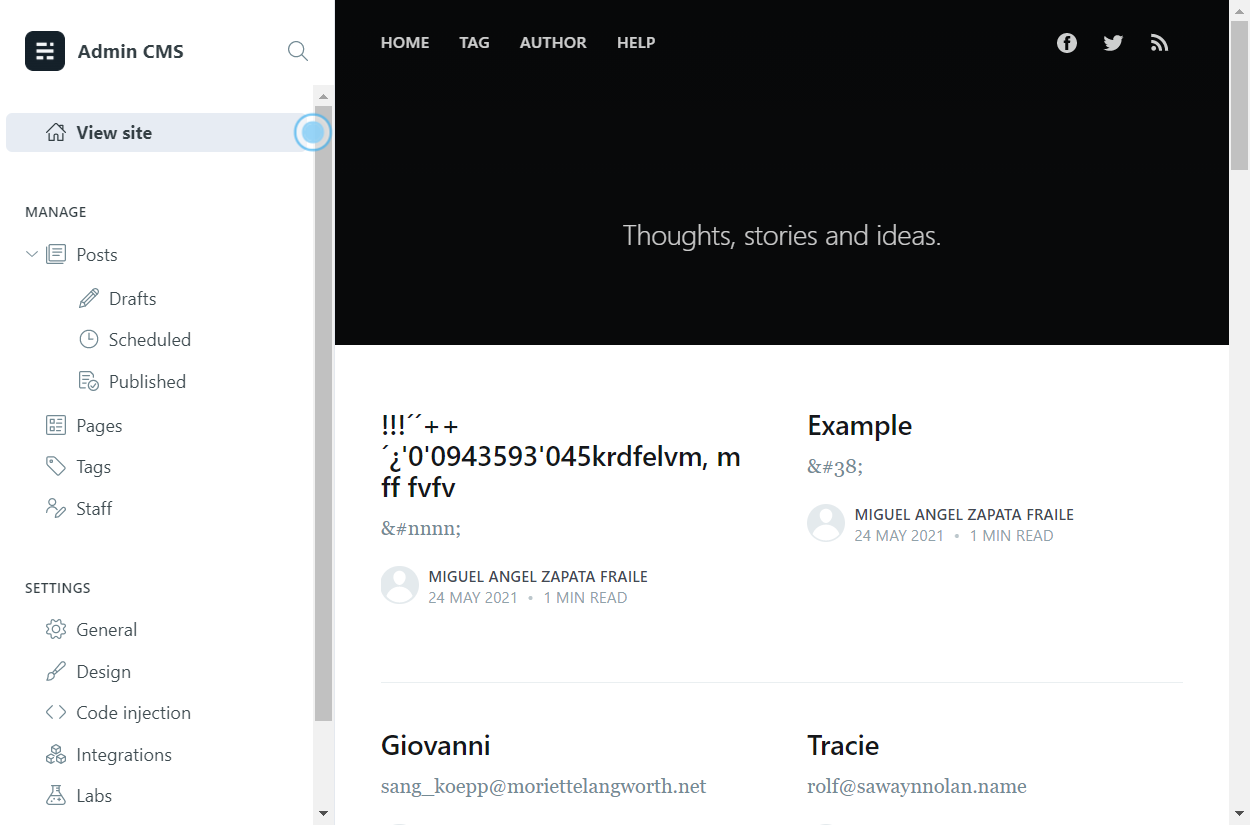 Admin CMS
View site
MANAGE
Posts
Drafts
Scheduled
Published
Pages
Tags
Staff
SETTINGS
General
Design
Code injection
Integrations
Labs
HOME TAG AUTHOR HELP
Thoughts, stories and ideas.
!!!´´++
´¿'0'0943593'045krdfelvm, m
ff fvfv
&#nnnn;
MIGUEL ANGEL ZAPATA FRAILE
24 MAY 2021 • 1 MIN READ
Example
&#38;
MIGUEL ANGEL ZAPATA FRAILE
24 MAY 2021 • 1 MIN READ
Giovanni
sang_koepp@moriettelangworth.net
Tracie
rolf@sawaynnolan.name